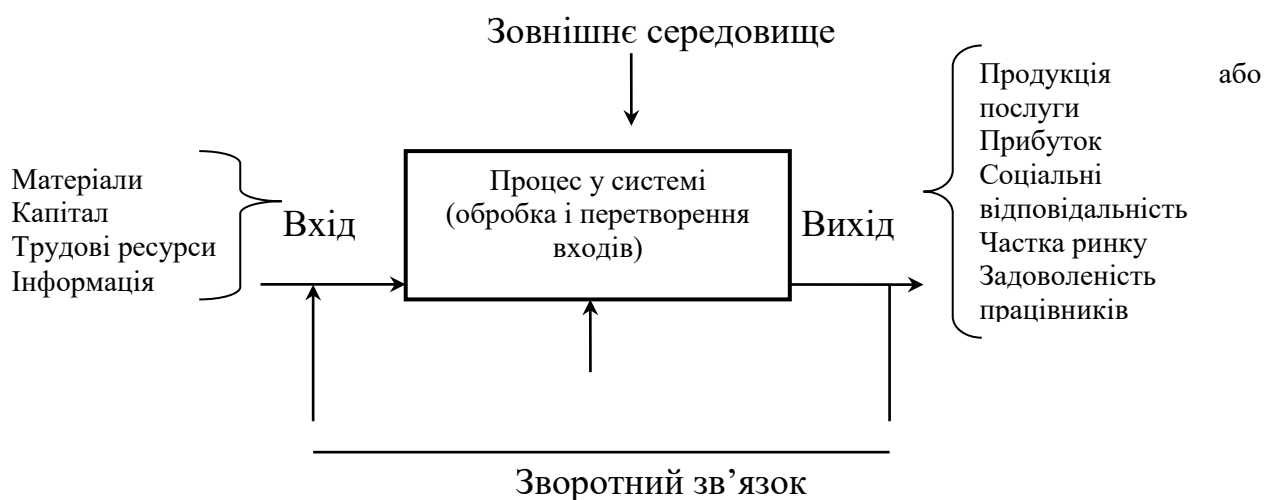 Зовнішнє середовище
Матеріали
Капітал
Трудові ресурси
Інформація
Вхід
Процес у системі
(обробка і перетворення
входів)
Вихід
Продукція або
послуги
Прибуток
Соціальні
відповідальність
Частка ринку
Задоволеність
працівників
Зворотний зв’язок